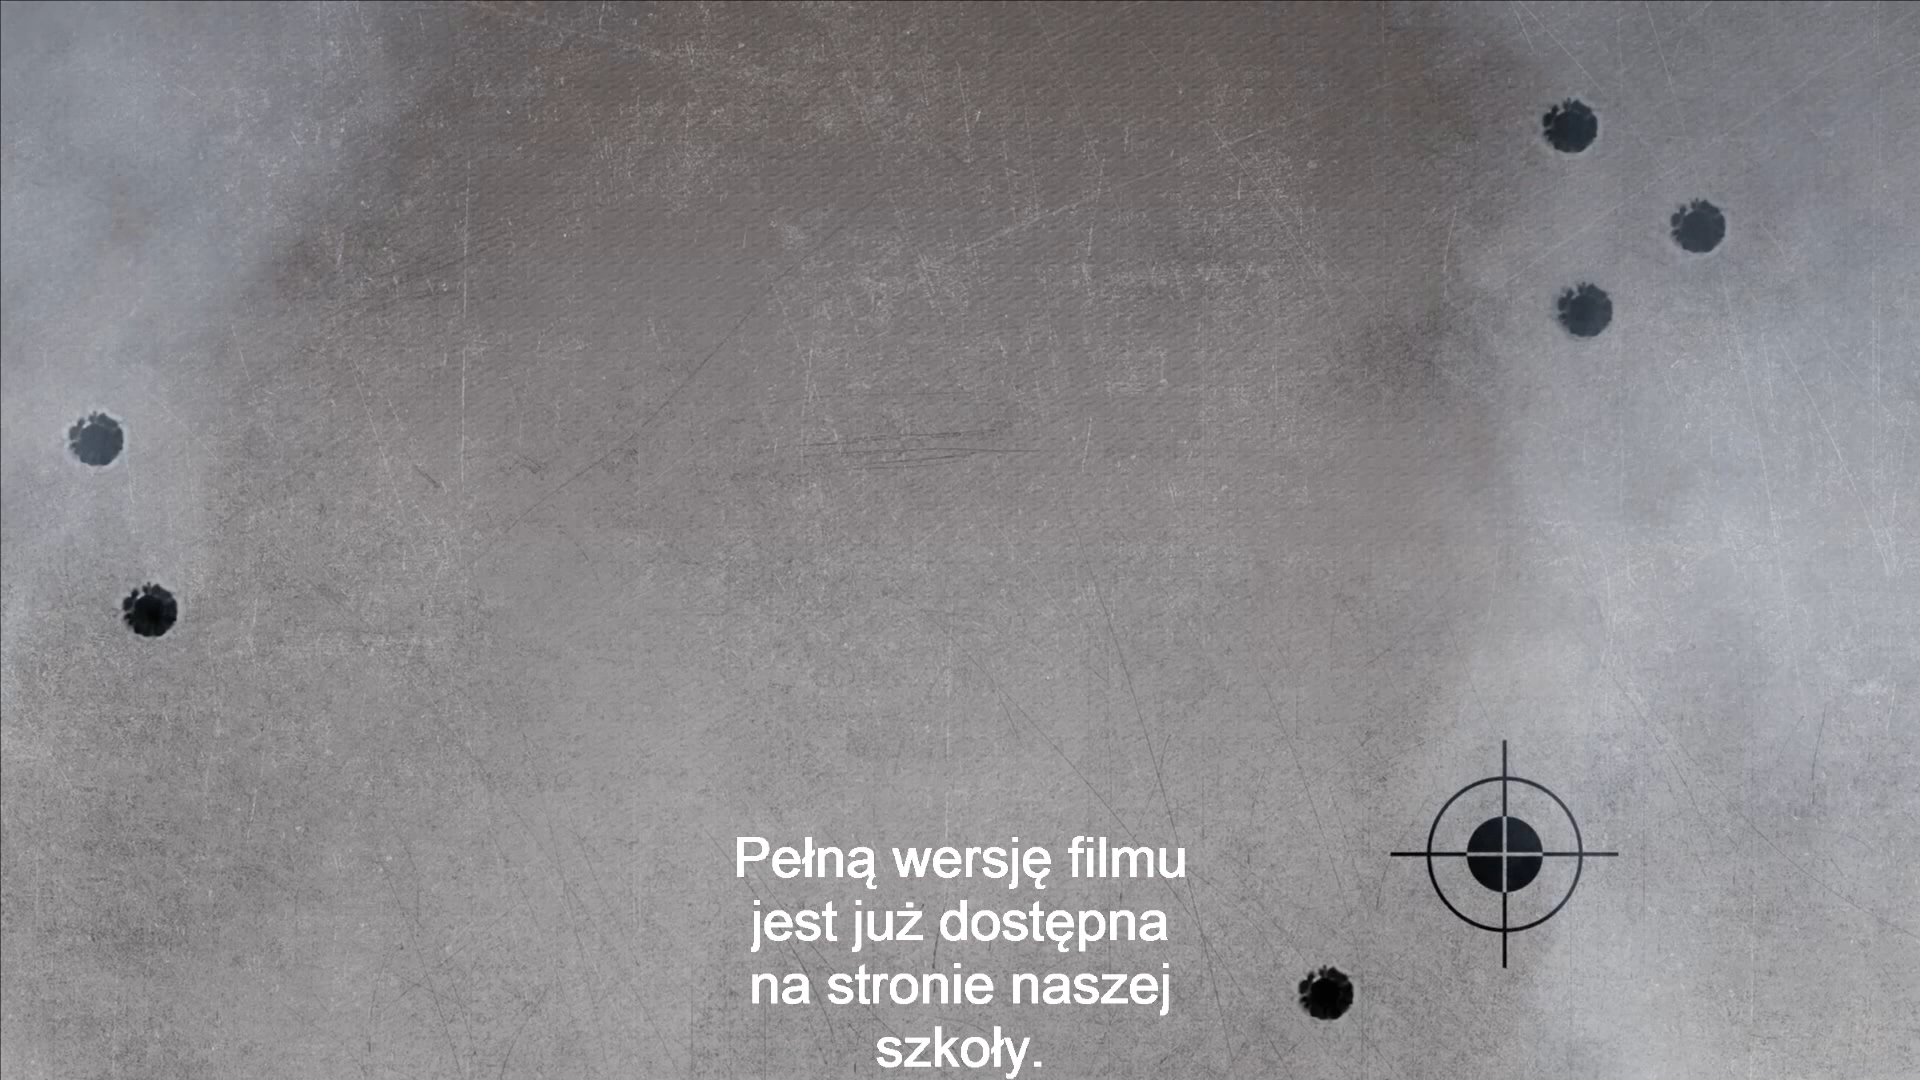 Pełną wersję filmu
jest już dostępna
na stronie naszej
szkoły.